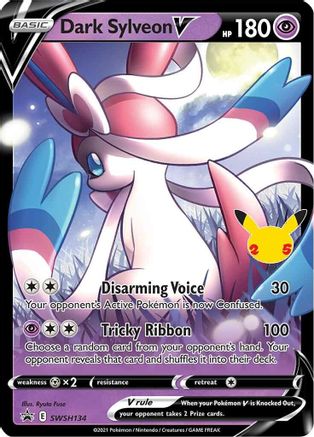 BASIC
Dark Sylveon V
HP 180
25
Disarming Voice 30
Your opponent's Active Pokémon is now Confused.
Tricky Ribbon 100
Choose a random card from your opponent's hand. Your
opponent reveals that card and shuffles it into their deck.
weakness ×2 resistance retreat
Illus. Ryuta Fuse
E SWSH134
V rule
When your Pokémon V is Knocked Out,
your opponent takes 2 Prize cards.
©2021 Pokémon / Nintendo / Creatures / GAME FREAK